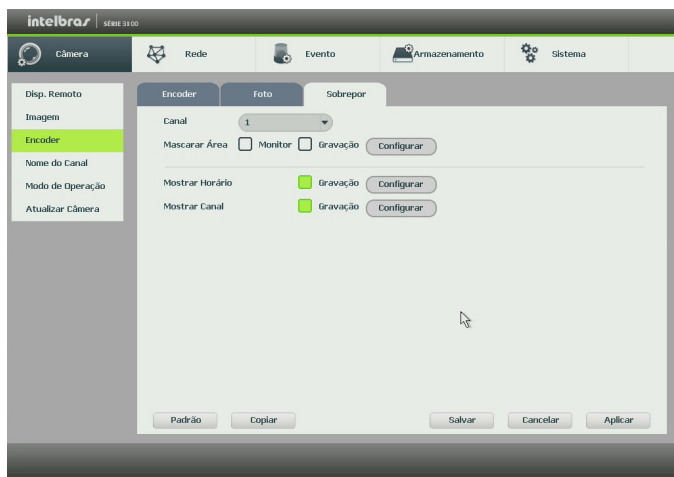 intelbras | SÉRIE 3100
Câmera
Rede
Evento
Armazenamento
Sistema
Disp. Remoto
Imagem
Encoder
Nome do Canal
Modo de Operação
Atualizar Câmera
Encoder
Foto
Sobrepor
Canal
1
Mascarar Área Monitor Gravação Configurar
Mostrar Horário Gravação Configurar
Mostrar Canal Gravação Configurar
Padrão
Copiar
Salvar
Cancelar
Aplicar